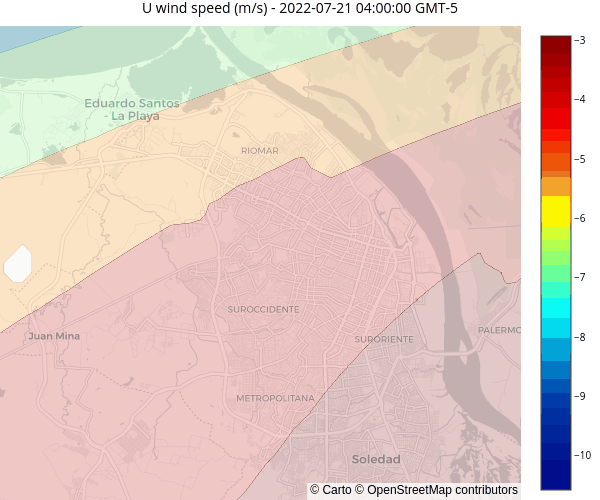 U wind speed (m/s) - 2022-07-21 04:00:00 GMT-5
Eduardo Santos
- La Playa
RIOMAR
SUROCCIDENTE
Juan Mina
SURORIENTE
PALERMO
METROPOLITANA
Soledad
© Carto © OpenStreetMap contributors
−3
−4
−5
−6
−7
−8
−9
−10